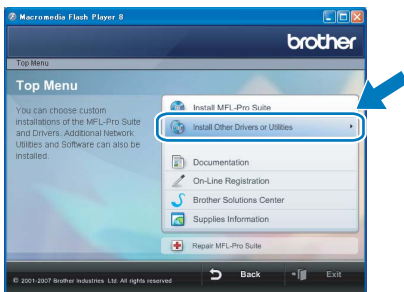 Macromedia Flash Player 8
brother
Top Menu
Top Menu
You can choose custom
installations of the MFL-Pro Suite
and Drivers. Additional Network
Utilities and Software can also be
installed.
Install MFL-Pro Suite
Install Other Drivers or Utilities
Documentation
On-Line Registration
Brother Solutions Center
Supplies Information
Repair MFL-Pro Suite
© 2001-2007 Brother Industries Ltd. All rights reserved
Back
Exit